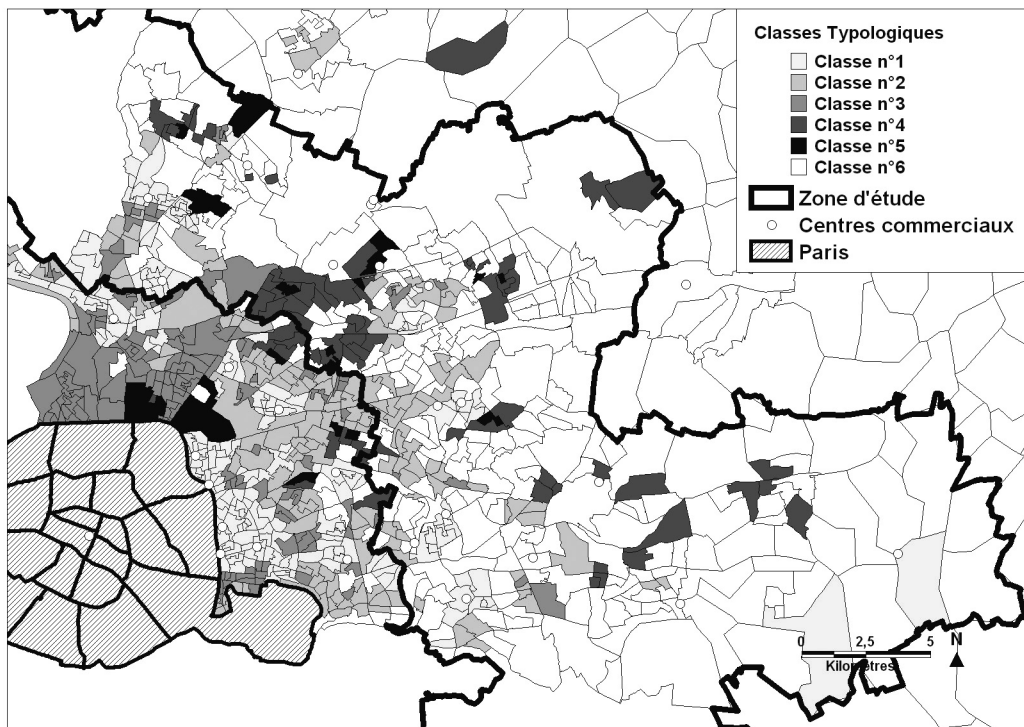 Classes Typologiques
Classe n°1
Classe n°2
Classe n°3
Classe n°4
Classe n°5
Classe n°6
Zone d'étude
Centres commerciaux
Paris
0 2,5 5
Kilomètres
N